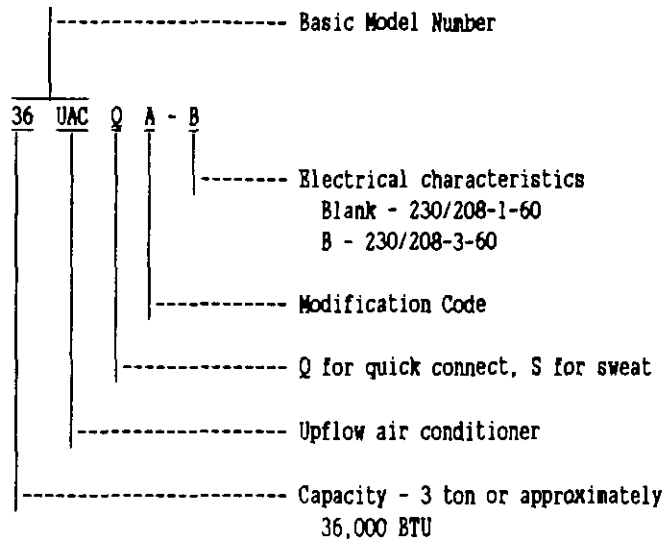 Basic Model Number
36 UAC Q A - B
Electrical characteristics
Blank - 230/208-1-60
B - 230/208-3-60
Modification Code
Q for quick connect, S for sweat
Upflow air conditioner
Capacity - 3 ton or approximately
36,000 BTU